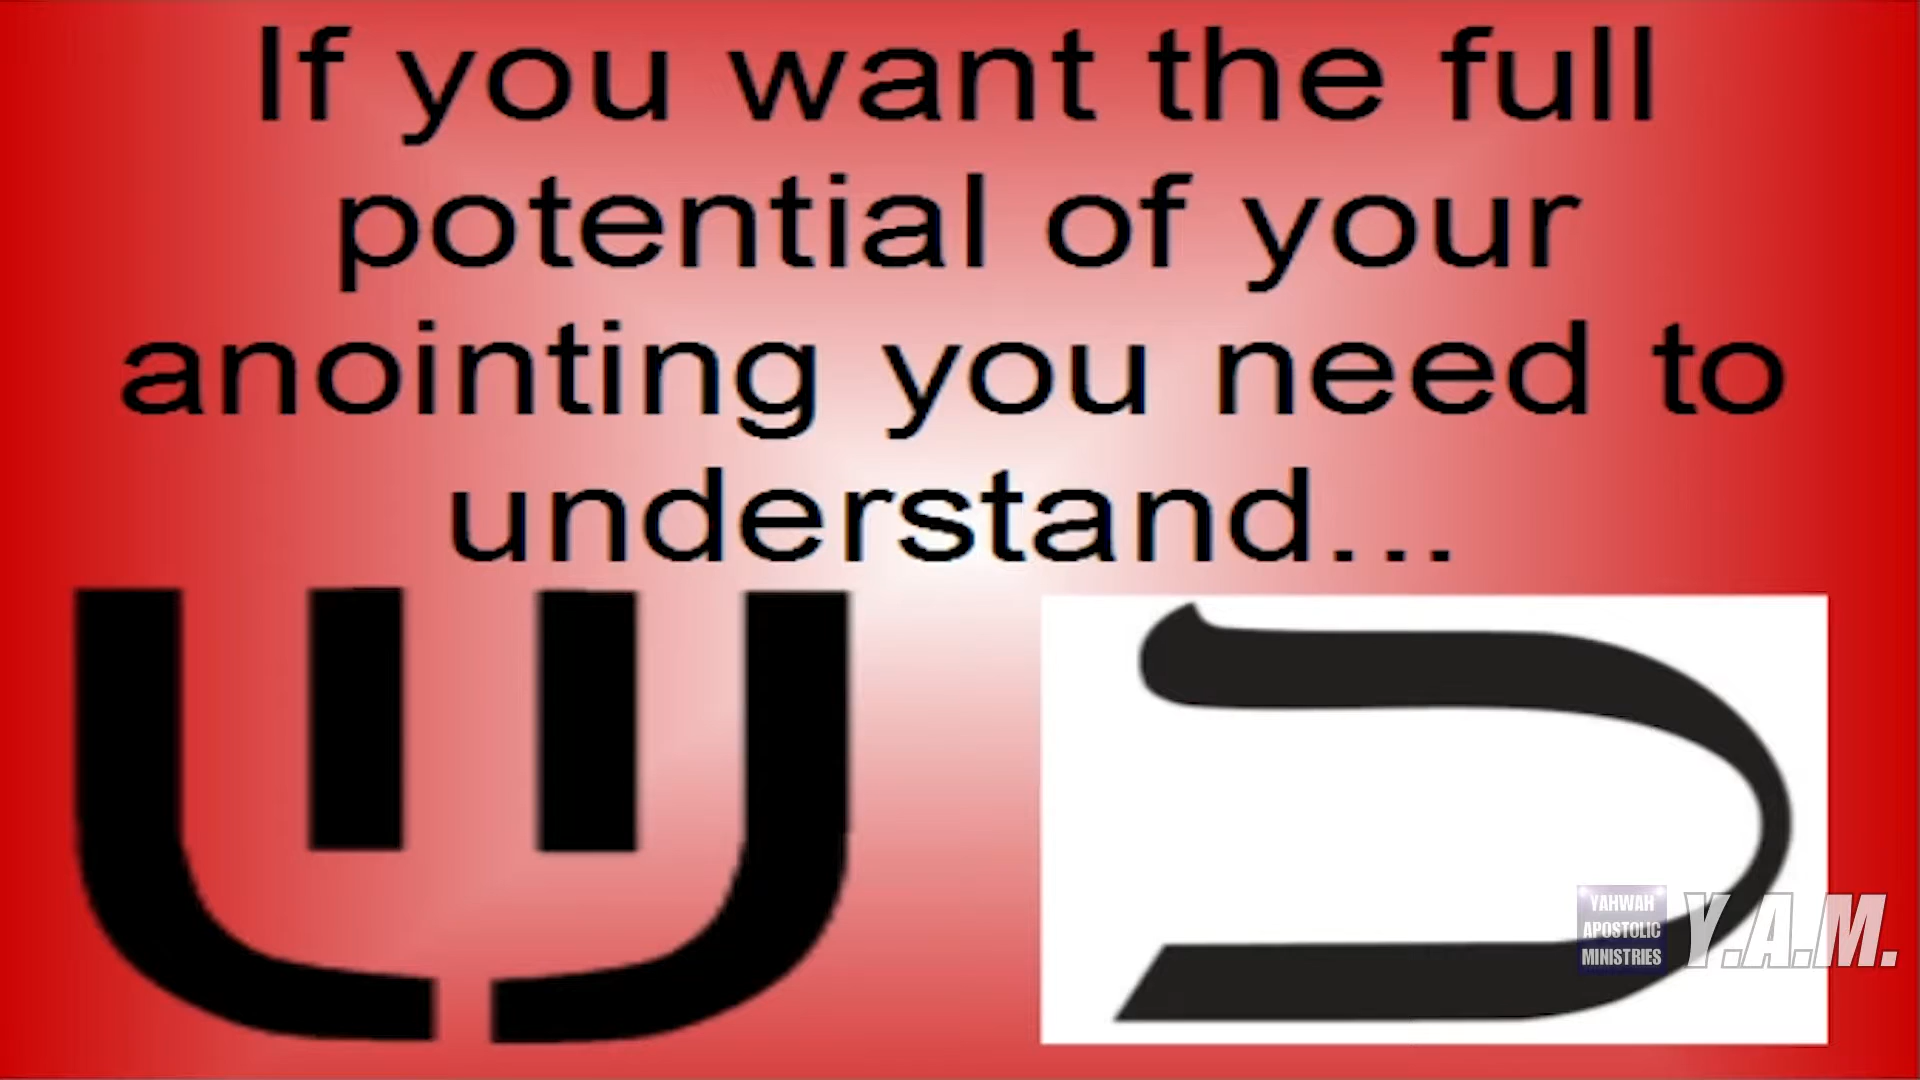 If you want the full
potential of your
anointing you need to
understand...
כ
YAHWAH
APOSTOLIC
MINISTRIES
Y.A.M.